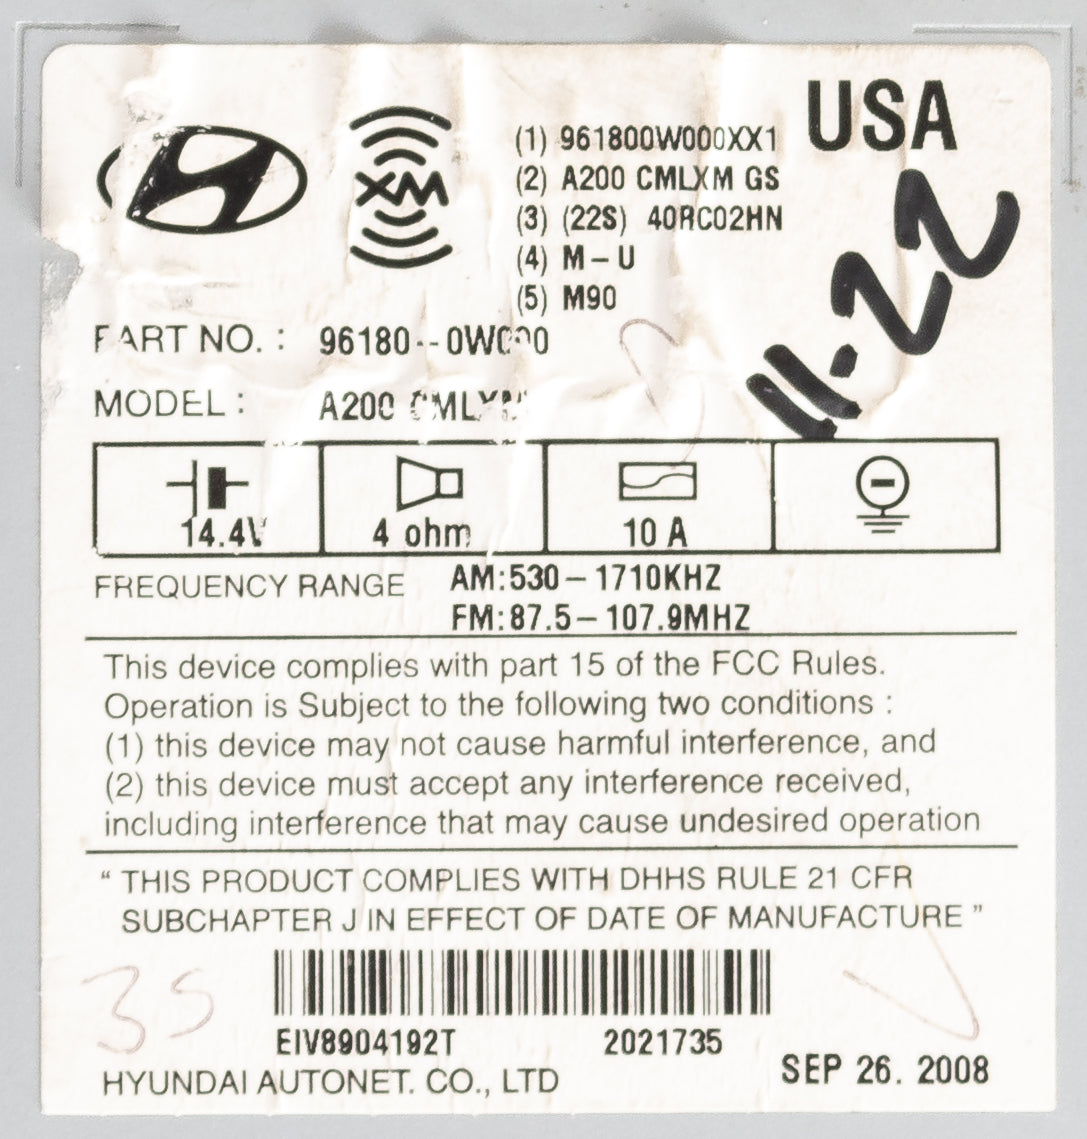 USA
XM
(1) 961800W000XX1
(2) A200 CMLXM GS
(3) (22S) 40RC02HN
(4) M-U
(5) M90
11-22
PART NO. : 96180--0W000
MODEL : A200 CMLXM
14.4V 4 ohm 10 A
FREQUENCY RANGE AM:530-1710KHZ
FM:87.5-107.9MHZ
This device complies with part 15 of the FCC Rules.
Operation is Subject to the following two conditions :
(1) this device may not cause harmful interference, and
(2) this device must accept any interference received,
including interference that may cause undesired operation
“ THIS PRODUCT COMPLIES WITH DHHS RULE 21 CFR
SUBCHAPTER J IN EFFECT OF DATE OF MANUFACTURE ”
35
EIV8904192T 2021735
HYUNDAI AUTONET. CO., LTD
SEP 26. 2008